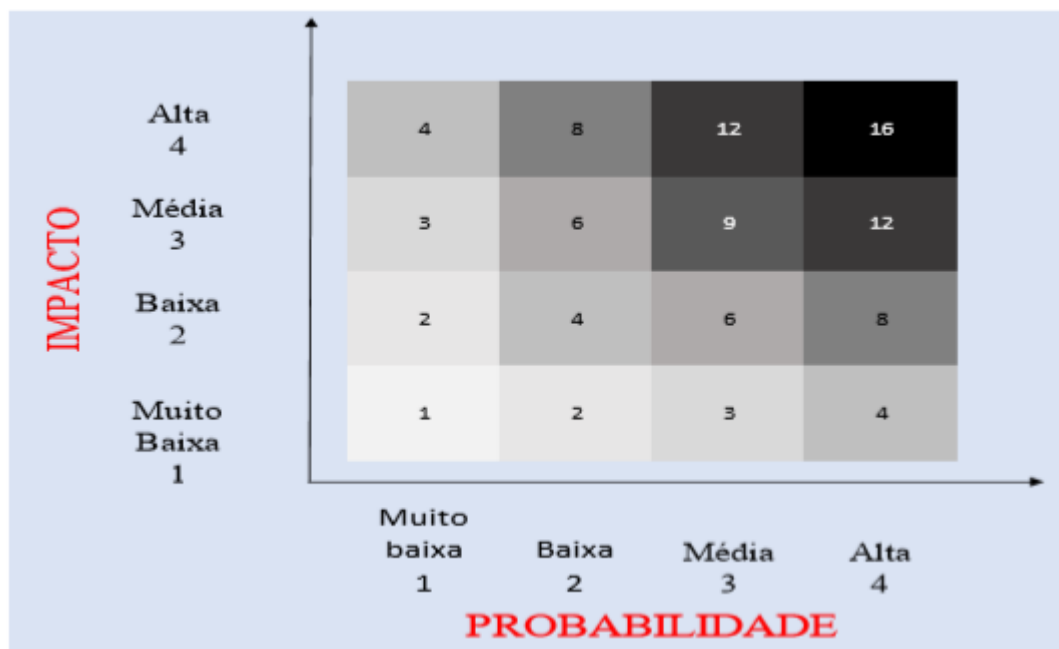 Alta
4
4 8 12 16
Média
3
3 6 9 12
IMPACTO
Baixa
2
2 4 6 8
Muito
Baixa
1
1 2 3 4
Muito
baixa
1
Baixa
2
Média
3
Alta
4
PROBABILIDADE